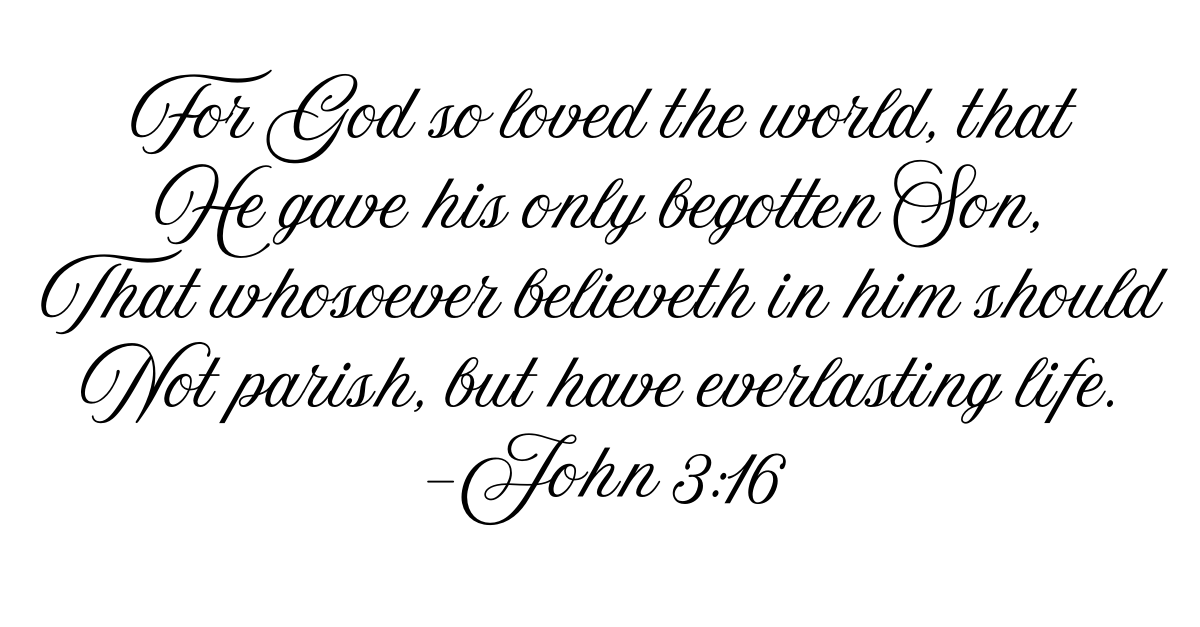 For God so loved the world, that
He gave his only begotten Son,
That whosoever believeth in him should
Not parish, but have everlasting life.
-John 3:16